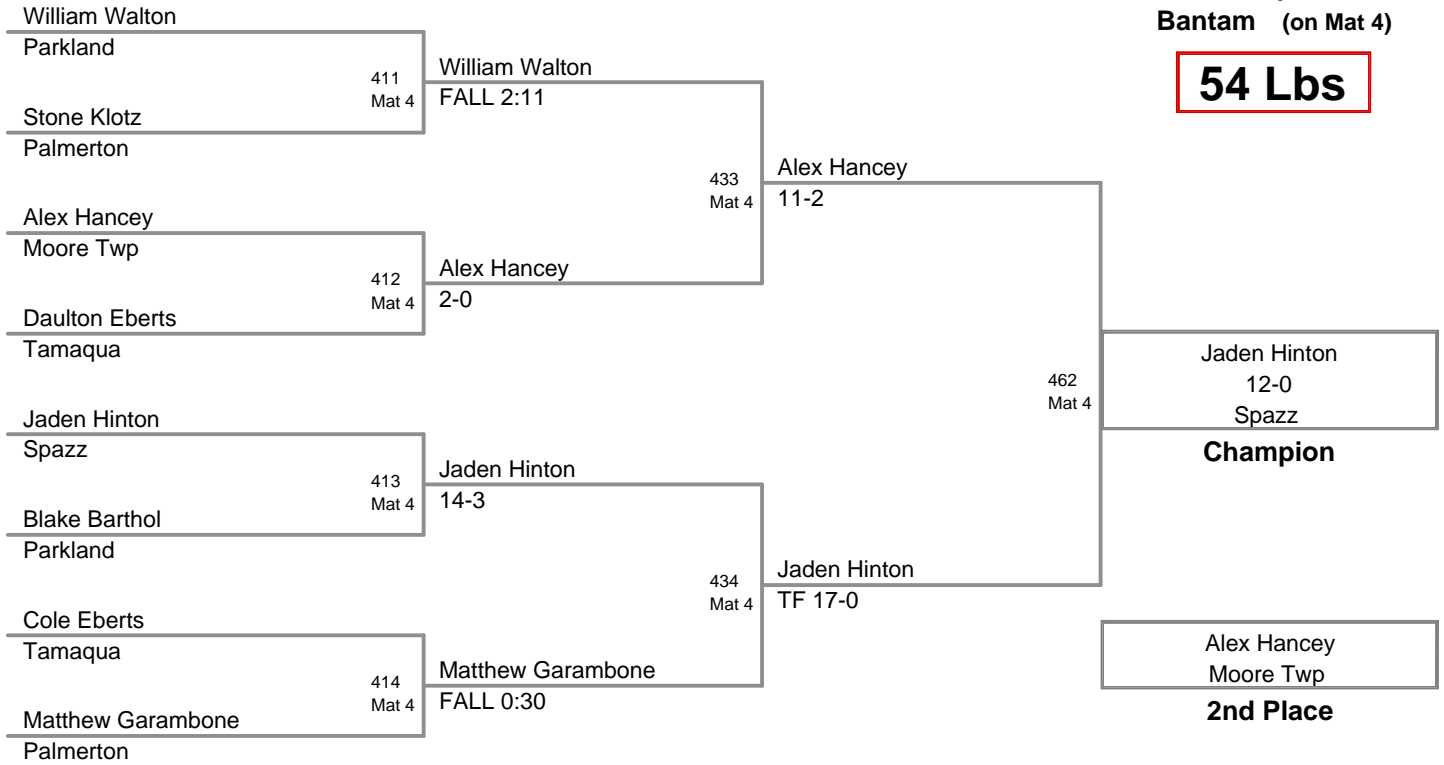 Bantam (on Mat 4)
54 Lbs
William Walton
Parkland
411
Mat 4
Stone Klotz
Palmerton
William Walton
FALL 2:11
Alex Hancey
Moore Twp
412
Mat 4
Daulton Eberts
Tamaqua
Alex Hancey
2-0
433
Mat 4
Alex Hancey
11-2
Jaden Hinton
Spazz
413
Mat 4
Blake Barthol
Parkland
Jaden Hinton
14-3
Cole Eberts
Tamaqua
414
Mat 4
Matthew Garambone
Palmerton
Matthew Garambone
FALL 0:30
434
Mat 4
Jaden Hinton
TF 17-0
462
Mat 4
Jaden Hinton
12-0
Spazz
Champion
Alex Hancey
Moore Twp
2nd Place